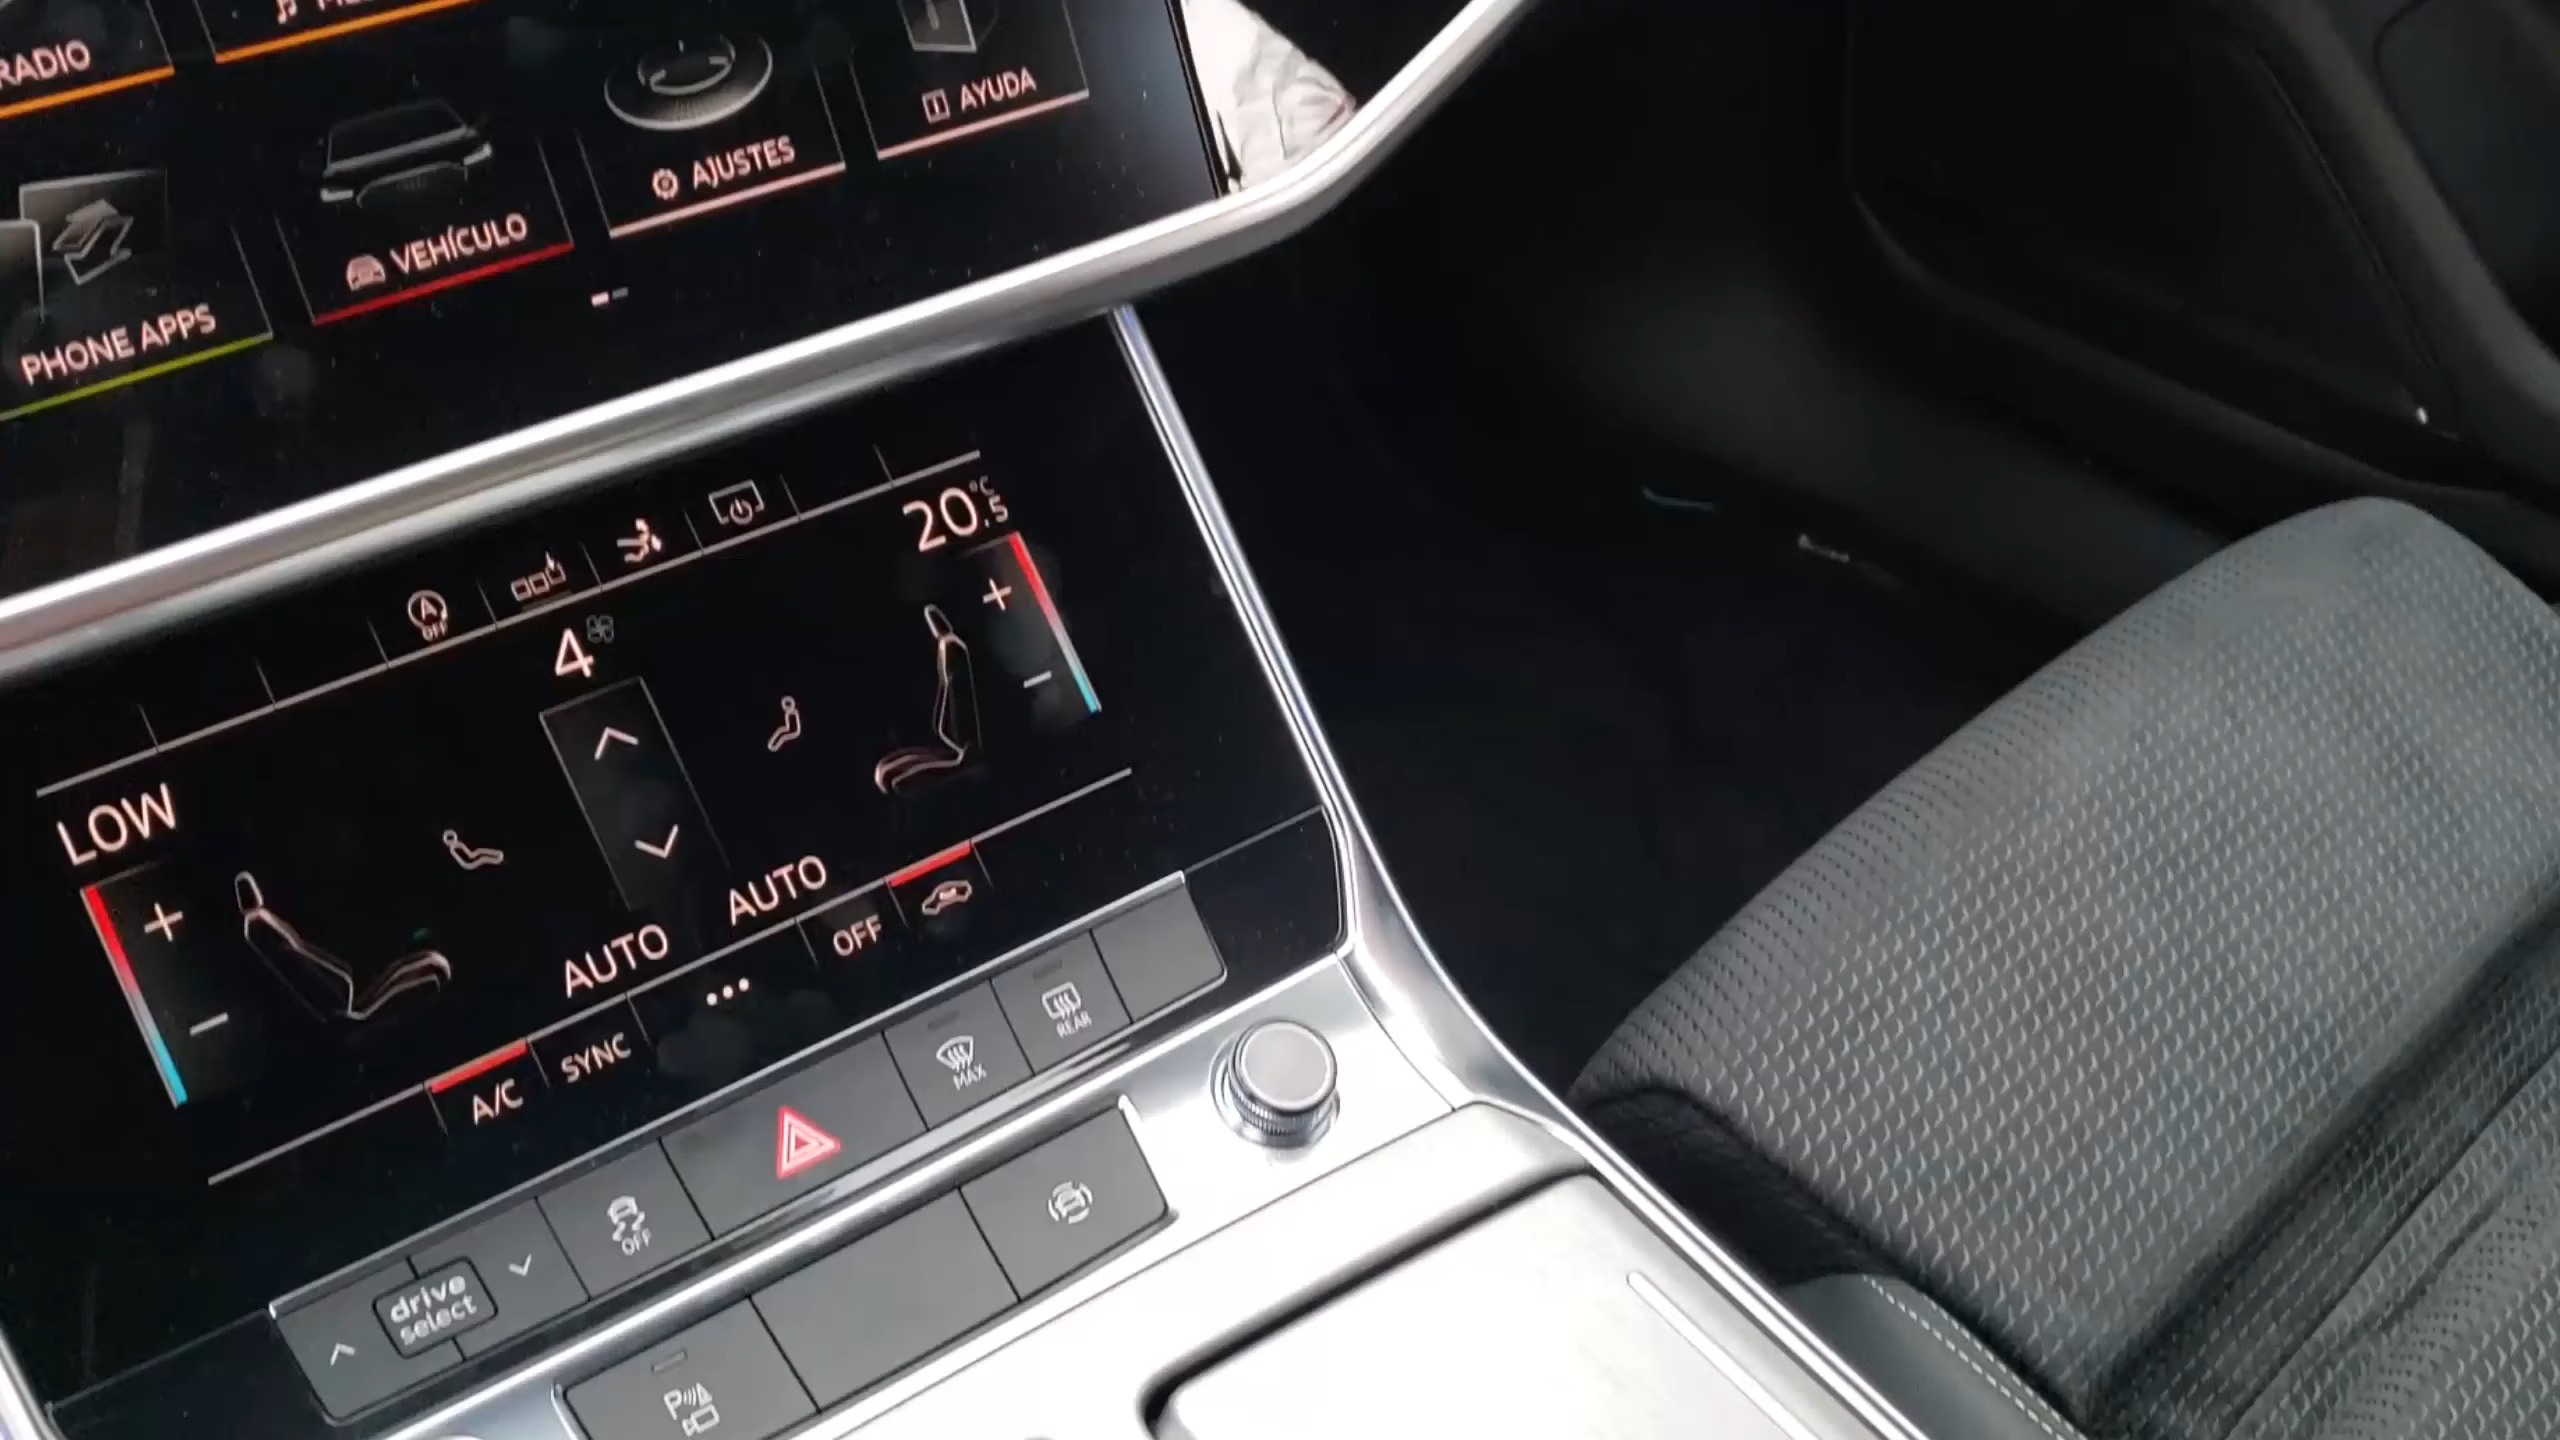 RADIO
AYUDA
AJUSTES
VEHÍCULO
PHONE APPS
20.5 °C
A
OFF
4
LOW
AUTO
AUTO
OFF
SYNC
A/C
REAR
MAX
OFF
drive
select
P